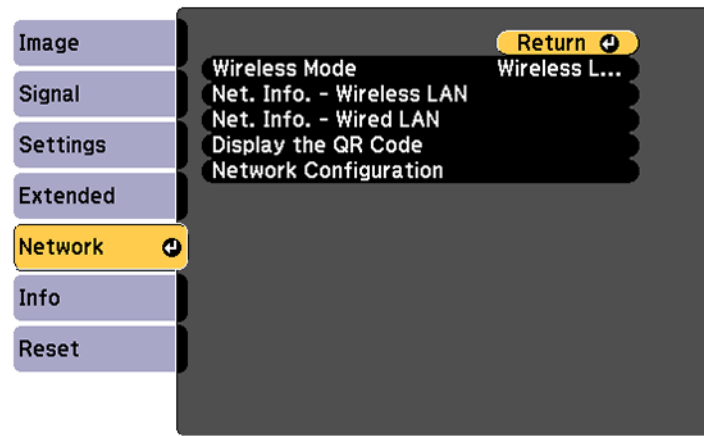 Image
Signal
Settings
Extended
Network
Info
Reset
Return
Wireless Mode Wireless L...
Net. Info. - Wireless LAN
Net. Info. - Wired LAN
Display the QR Code
Network Configuration